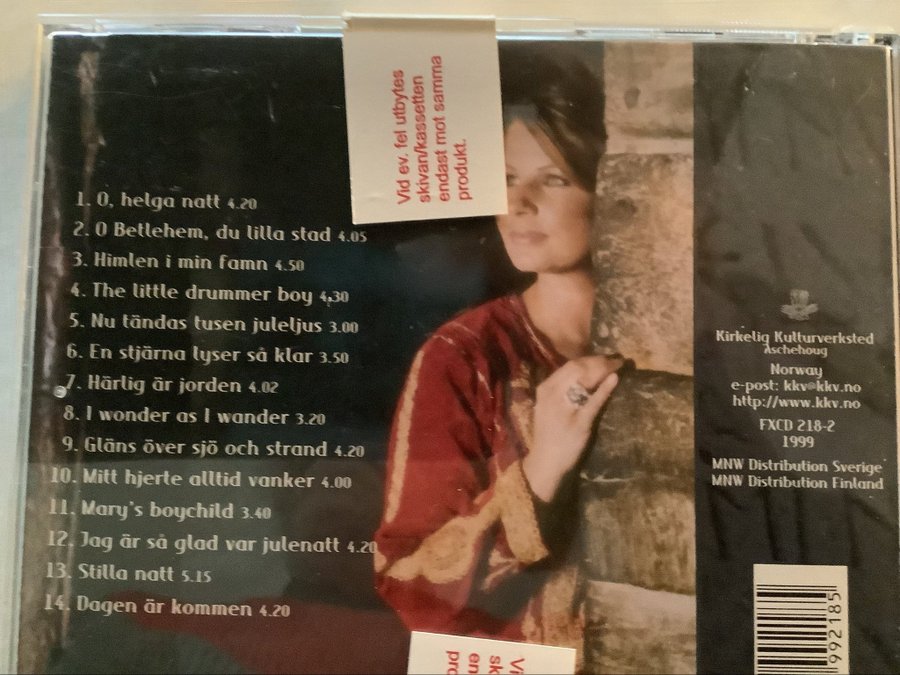 Vid ev. fel utbytes
skivan/kassetten
endast mot samma
produkt.
1. O, helga natt 4.20
2. O Betlehem, du lilla stad 4.05
3. Himlen i min famn 4.50
4. The little drummer boy 4.30
5. Nu tändas tusen juleljus 3.00
6. En stjärna lyser så klar 3.50
7. Härlig är jorden 4.02
8. I wonder as I wander 3.20
9. Gläns över sjö och strand 4.20
10. Mitt hjerte alltid vanker 4.00
11. Mary's boychild 3.40
12. Jag är så glad var julenatt 4.20
13. Stilla natt 5.15
14. Dagen är kommen 4.20
Kirkelig Kulturverksted
Aschehoug
Norway
e-post: kkv@kkv.no
http://www.kkv.no
FXCD 218-2
1999
MNW Distribution Sverige
MNW Distribution Finland
992185
Vi
sk
en
pro